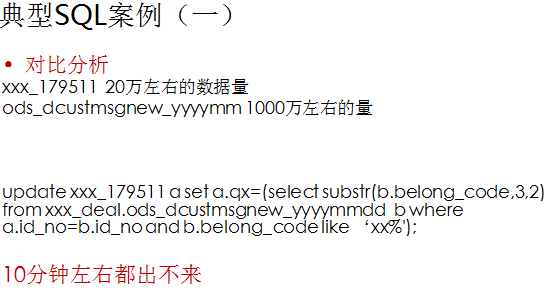 典型SQL案例（一）
• 对比分析
xxx_179511 20万左右的数据量
ods_dcustmsgnew_yyyymm 1000万左右的量
update xxx_179511 a set a.qx=(select substr(b.belong_code,3,2)
from xxx_deal.ods_dcustmsgnew_yyyymmdd b where
a.id_no=b.id_no and b.belong_code like ‘xx%');
10分钟左右都出不来